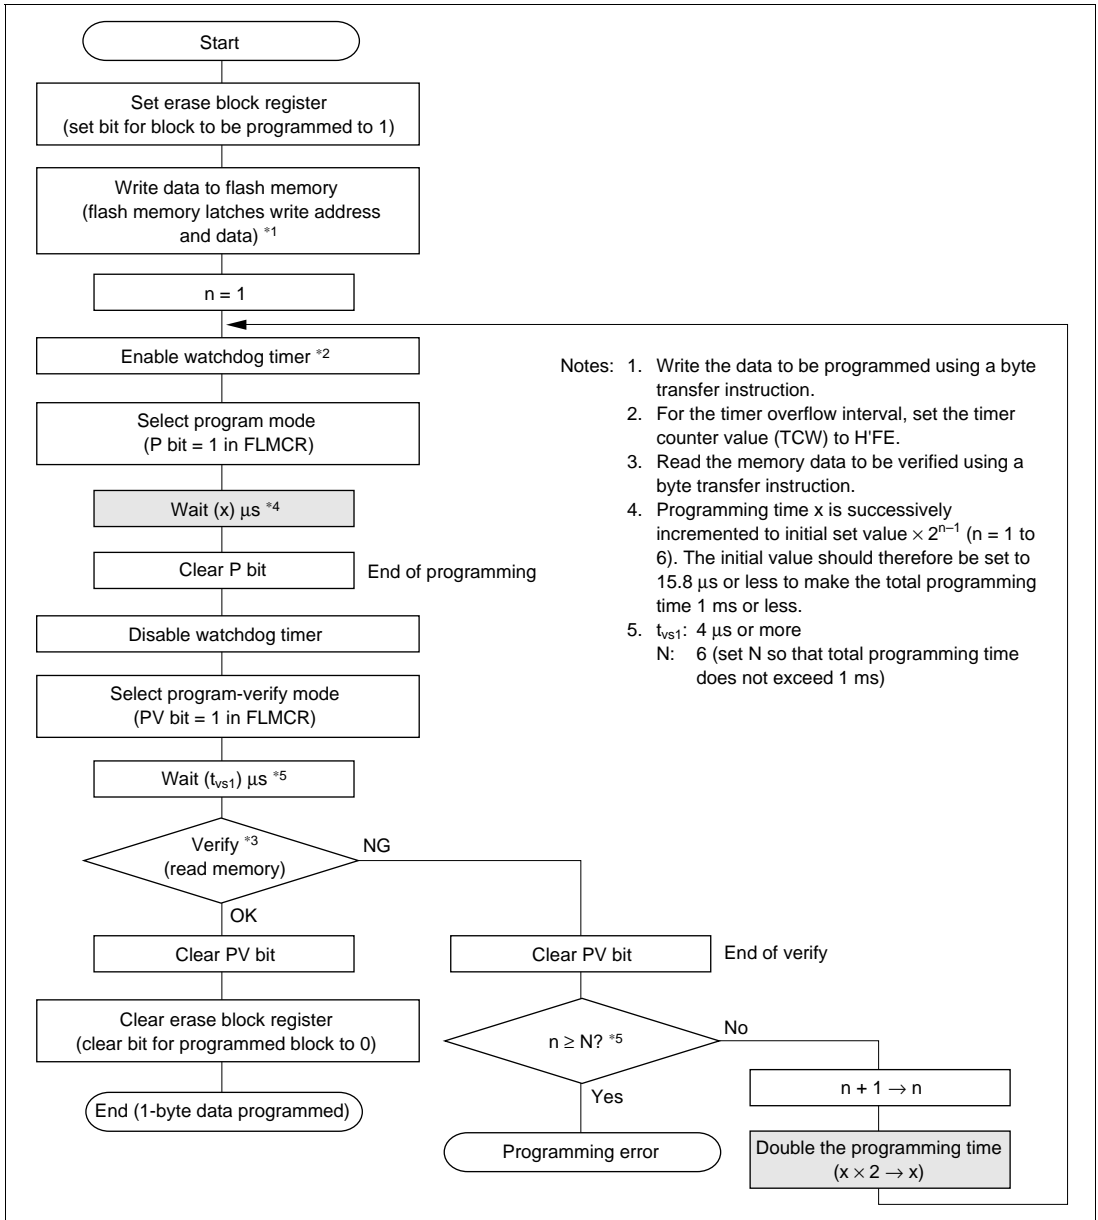 Start
Set erase block register
(set bit for block to be programmed to 1)
Write data to flash memory
(flash memory latches write address
and data) *1
n = 1
Enable watchdog timer *2
Select program mode
(P bit = 1 in FLMCR)
Wait (x) μs *4
Clear P bit
End of programming
Disable watchdog timer
Select program-verify mode
(PV bit = 1 in FLMCR)
Wait (tvs1) μs *5
Verify *3
(read memory)
NG
OK
Clear PV bit
Clear erase block register
(clear bit for programmed block to 0)
End (1-byte data programmed)
Clear PV bit
End of verify
n ≥ N? *5
No
Yes
Programming error
n + 1 → n
Double the programming time
(x × 2 → x)
Notes: 1. Write the data to be programmed using a byte
transfer instruction.
2. For the timer overflow interval, set the timer
counter value (TCW) to H'FE.
3. Read the memory data to be verified using a
byte transfer instruction.
4. Programming time x is successively
incremented to initial set value × 2n–1 (n = 1 to
6). The initial value should therefore be set to
15.8 μs or less to make the total programming
time 1 ms or less.
5. tvs1: 4 μs or more
N: 6 (set N so that total programming time
does not exceed 1 ms)